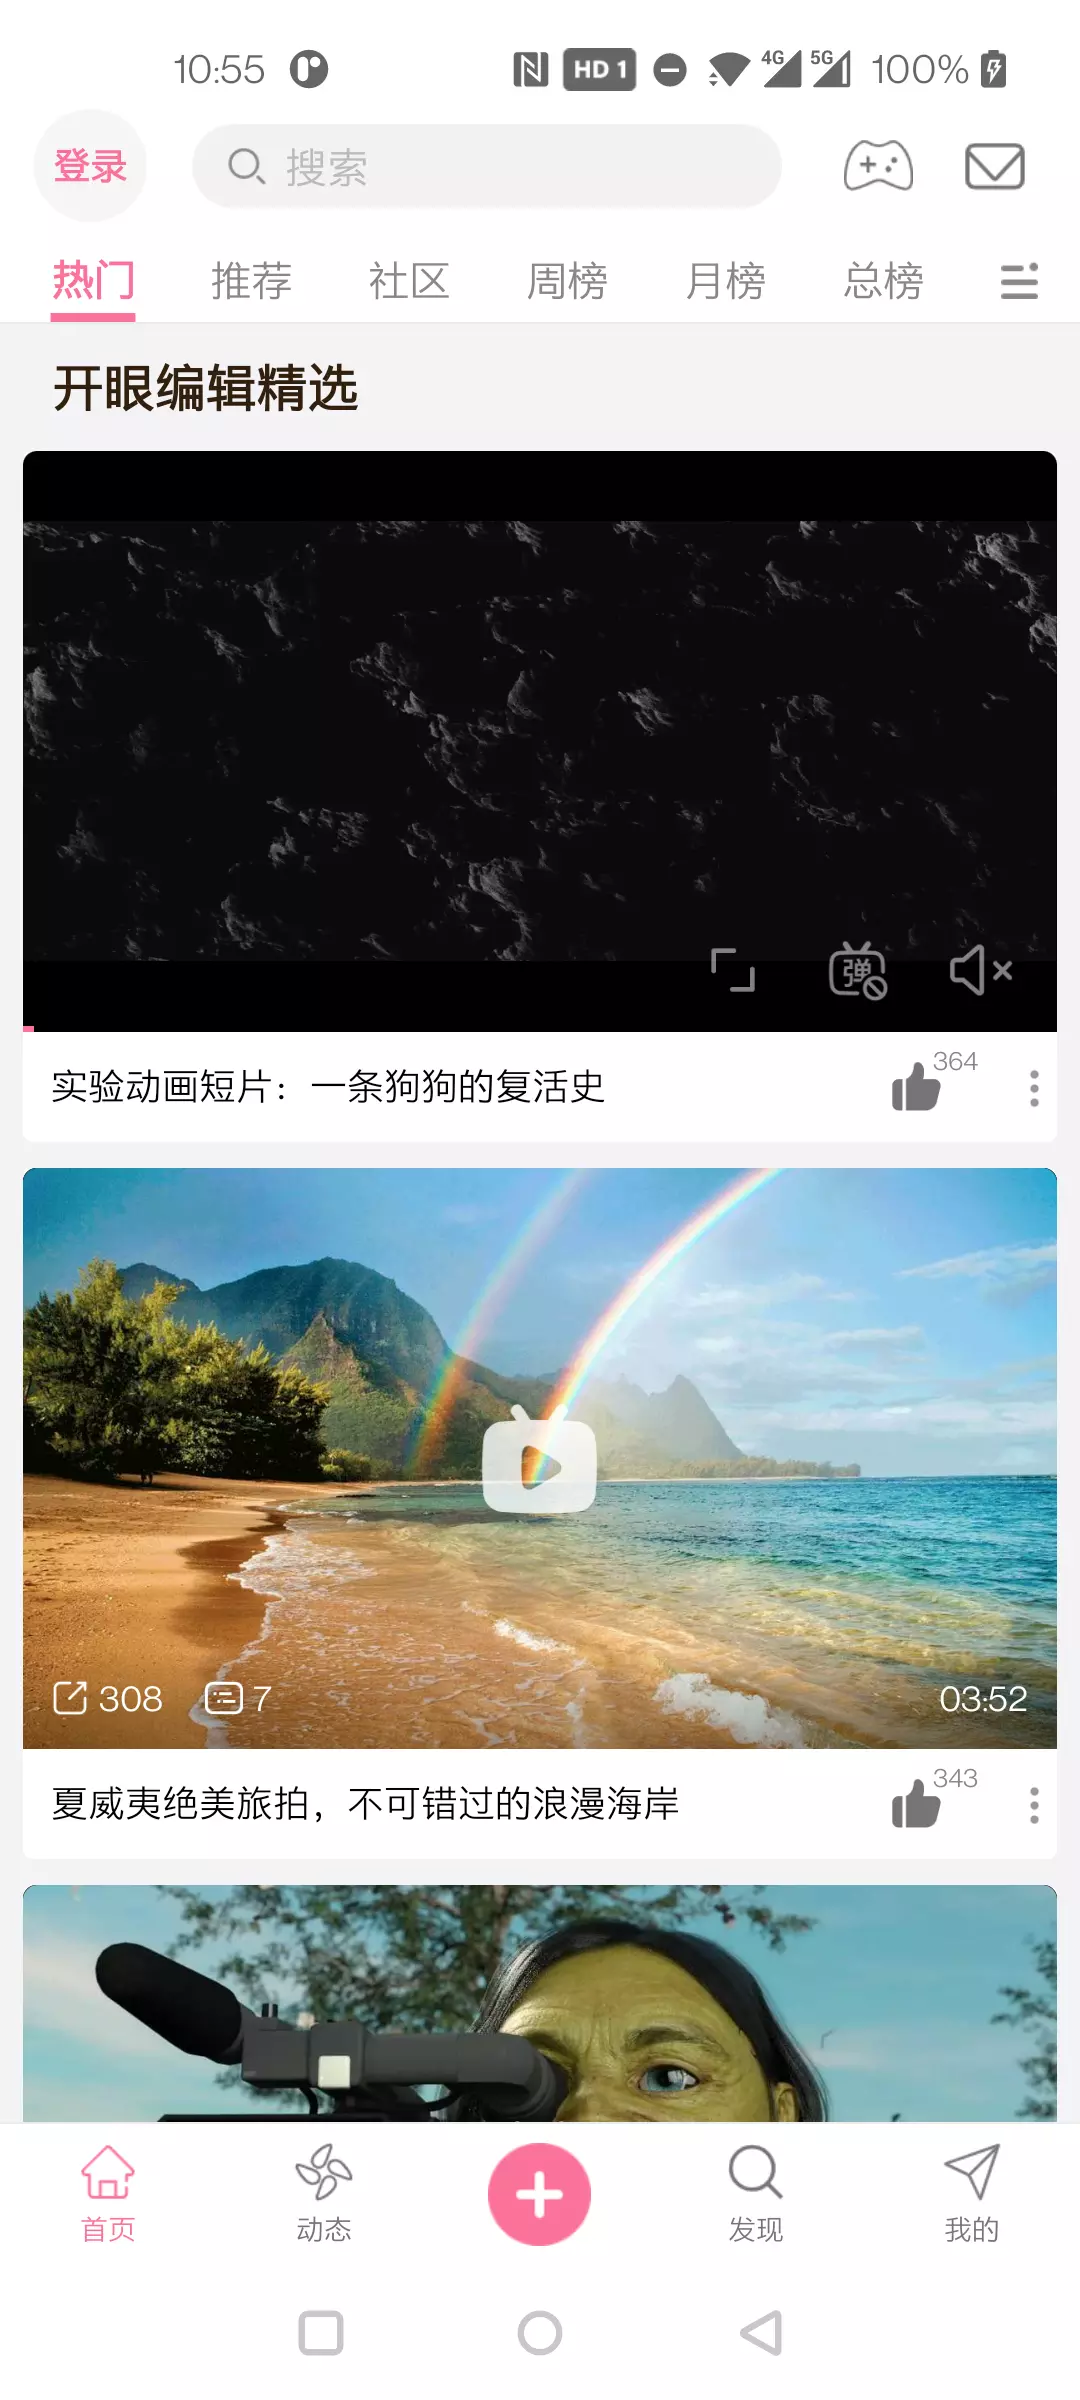 10:55 HD 1 4G 5G 100%
登录 搜索
热门 推荐 社区 周榜 月榜 总榜
开眼编辑精选
弹
实验动画短片：一条狗狗的复活史 364
308 7 03:52
夏威夷绝美旅拍，不可错过的浪漫海岸 343
首页 动态 发现 我的